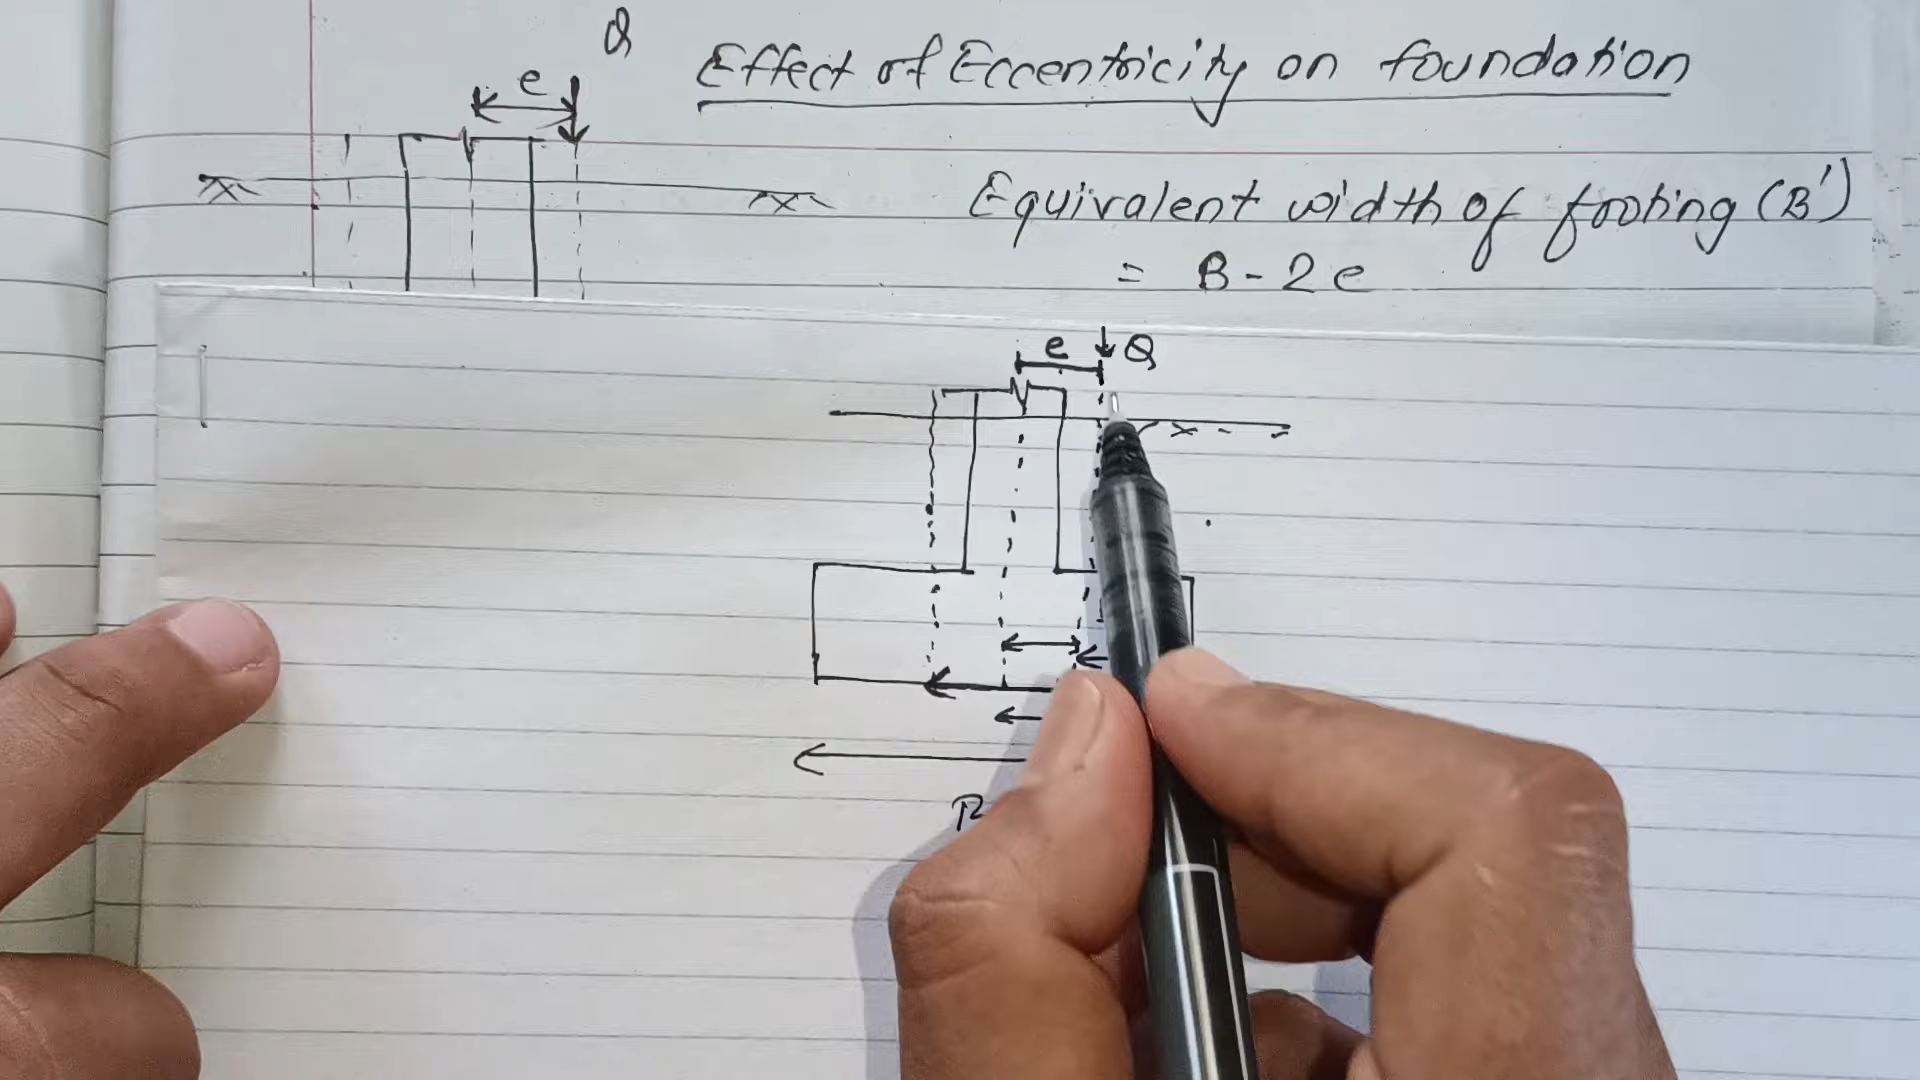 Q
e
Effect of Eccentricity on foundation
Equivalent width of footing (B')
= B - 2e
e
Q
B